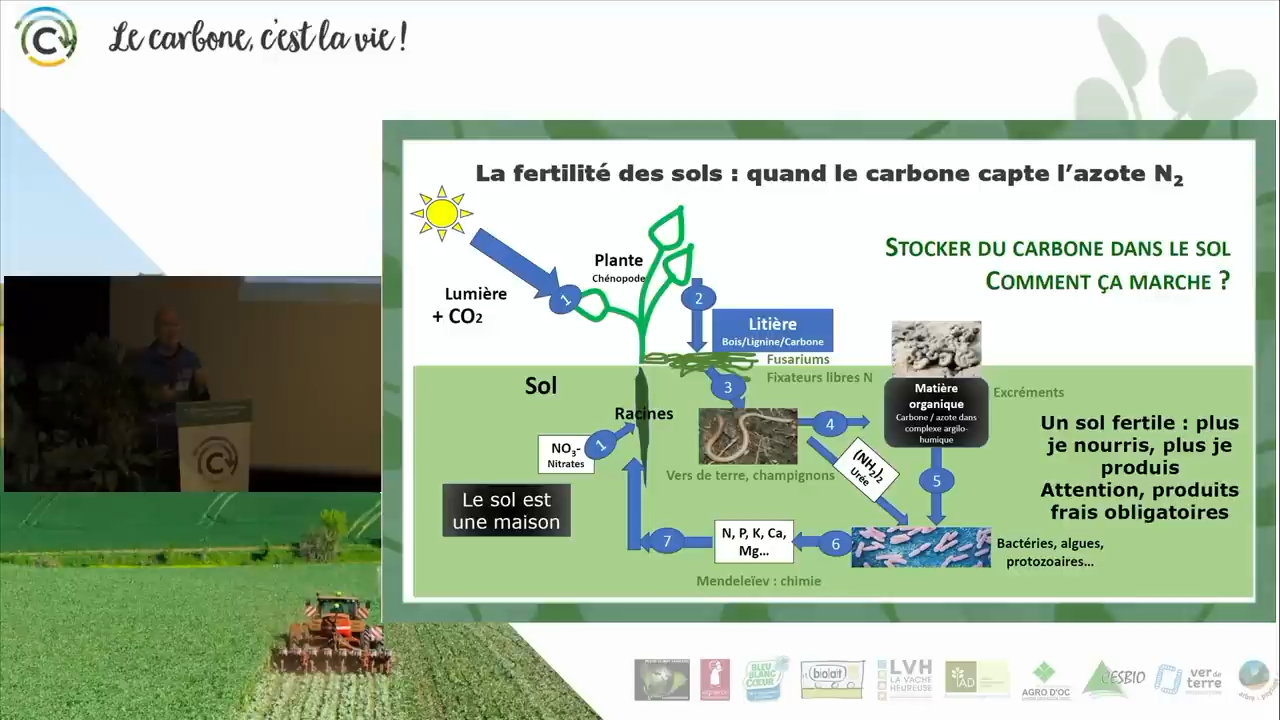 Le carbone, c'est la vie !
La fertilité des sols : quand le carbone capte l'azote N₂
STOCKER DU CARBONE DANS LE SOL
COMMENT ÇA MARCHE ?
Plante
Chénopode
Lumière
+ CO₂
1
2
Litière
Bois/Lignine/Carbone
Fusariums
Fixateurs libres N
3
Sol
Racines
NO₃-
Nitrates
1
4
Matière
organique
Carbone / azote dans
complexe argilo-
humique
Excréments
Vers de terre, champignons
(NH₂)₂
Urée
5
Un sol fertile : plus
je nourris, plus je
produis
Attention, produits
frais obligatoires
Le sol est
une maison
7
N, P, K, Ca,
Mg...
6
Bactéries, algues,
protozoaires...
Mendeleïev : chimie
BLEU
BLANC
CŒUR
biolait
LVH
LA VACHE
HEUREUSE
IAD
AGRO D'OC
CESBIO
ver de
terre